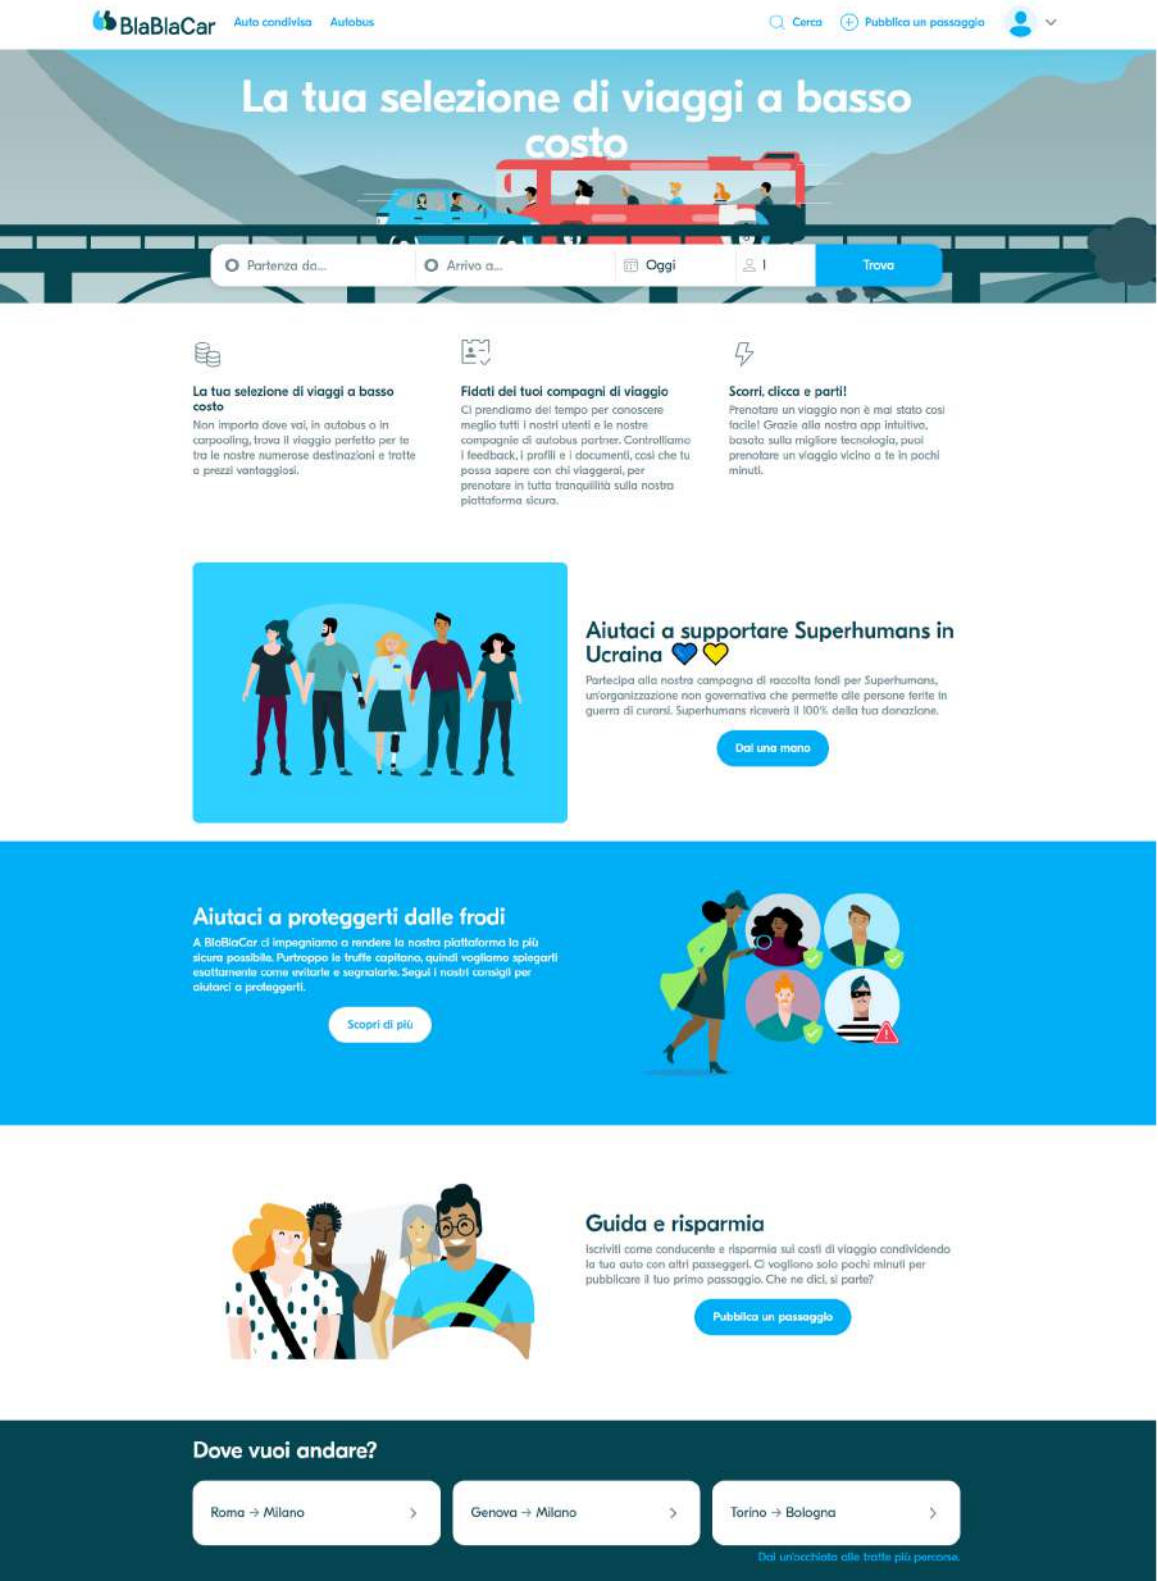 BlaBlaCar
Auto condivisa
Autobus
Cerca
Pubblica un passaggio
La tua selezione di viaggi a basso
costo
Partenza da...
Arrivo a...
Oggi
1
Trova
La tua selezione di viaggi a basso
costo
Non importa dove vai, in autobus o in
carpooling, trova il viaggio perfetto per te
tra le nostre numerose destinazioni e tratte
a prezzi vantaggiosi.
Fidati dei tuoi compagni di viaggio
Ci prendiamo del tempo per conoscere
meglio tutti i nostri utenti e le nostre
compagnie di autobus partner. Controlliamo
i feedback, i profili e i documenti, così che tu
possa sapere con chi viaggerai, per
prenotare in tutta tranquillità sulla nostra
piattaforma sicura.
Scorri, clicca e parti!
Prenotare un viaggio non è mai stato così
facile! Grazie alla nostra app intuitiva,
basata sulla migliore tecnologia, puoi
prenotare un viaggio vicino a te in pochi
minuti.
Aiutaci a supportare Superhumans in
Ucraina 💙💛
Partecipa alla nostra campagna di raccolta fondi per Superhumans,
un'organizzazione non governativa che permette alle persone ferite in
guerra di curarsi. Superhumans riceverà il 100% della tua donazione.
Dai una mano
Aiutaci a proteggerti dalle frodi
A BlaBlaCar ci impegniamo a rendere la nostra piattaforma la più
sicura possibile. Purtroppo le truffe capitano, quindi vogliamo spiegarti
esattamente come evitarle e segnalarle. Segui i nostri consigli per
aiutarci a proteggerti.
Scopri di più
Guida e risparmia
Iscriviti come conducente e risparmia sui costi di viaggio condividendo
la tua auto con altri passeggeri. Ci vogliono solo pochi minuti per
pubblicare il tuo primo passaggio. Che ne dici, si parte?
Pubblica un passaggio
Dove vuoi andare?
Roma → Milano
Genova → Milano
Torino → Bologna
Dai un'occhiata alle tratte più percorse.